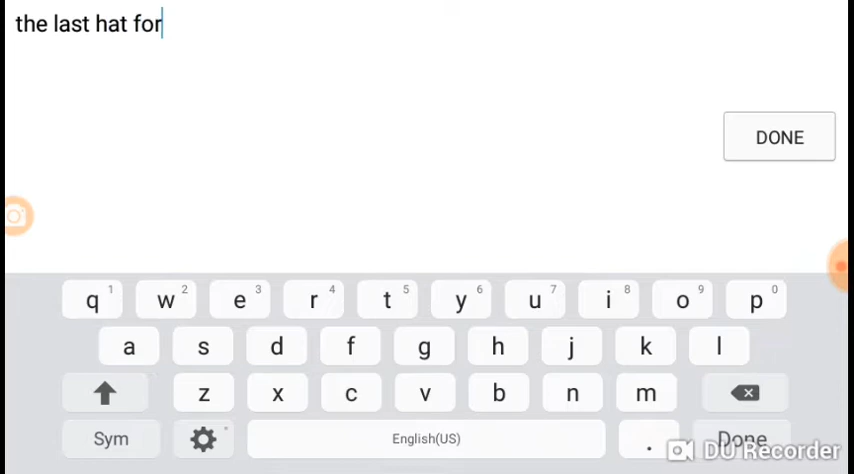 the last hat for
DONE
q 1 w 2 e 3 r 4 t 5 y 6 u 7 i 8 o 9 p 0
a s d f g h j k l
z x c v b n m
Sym English(US) . Done
DU Recorder